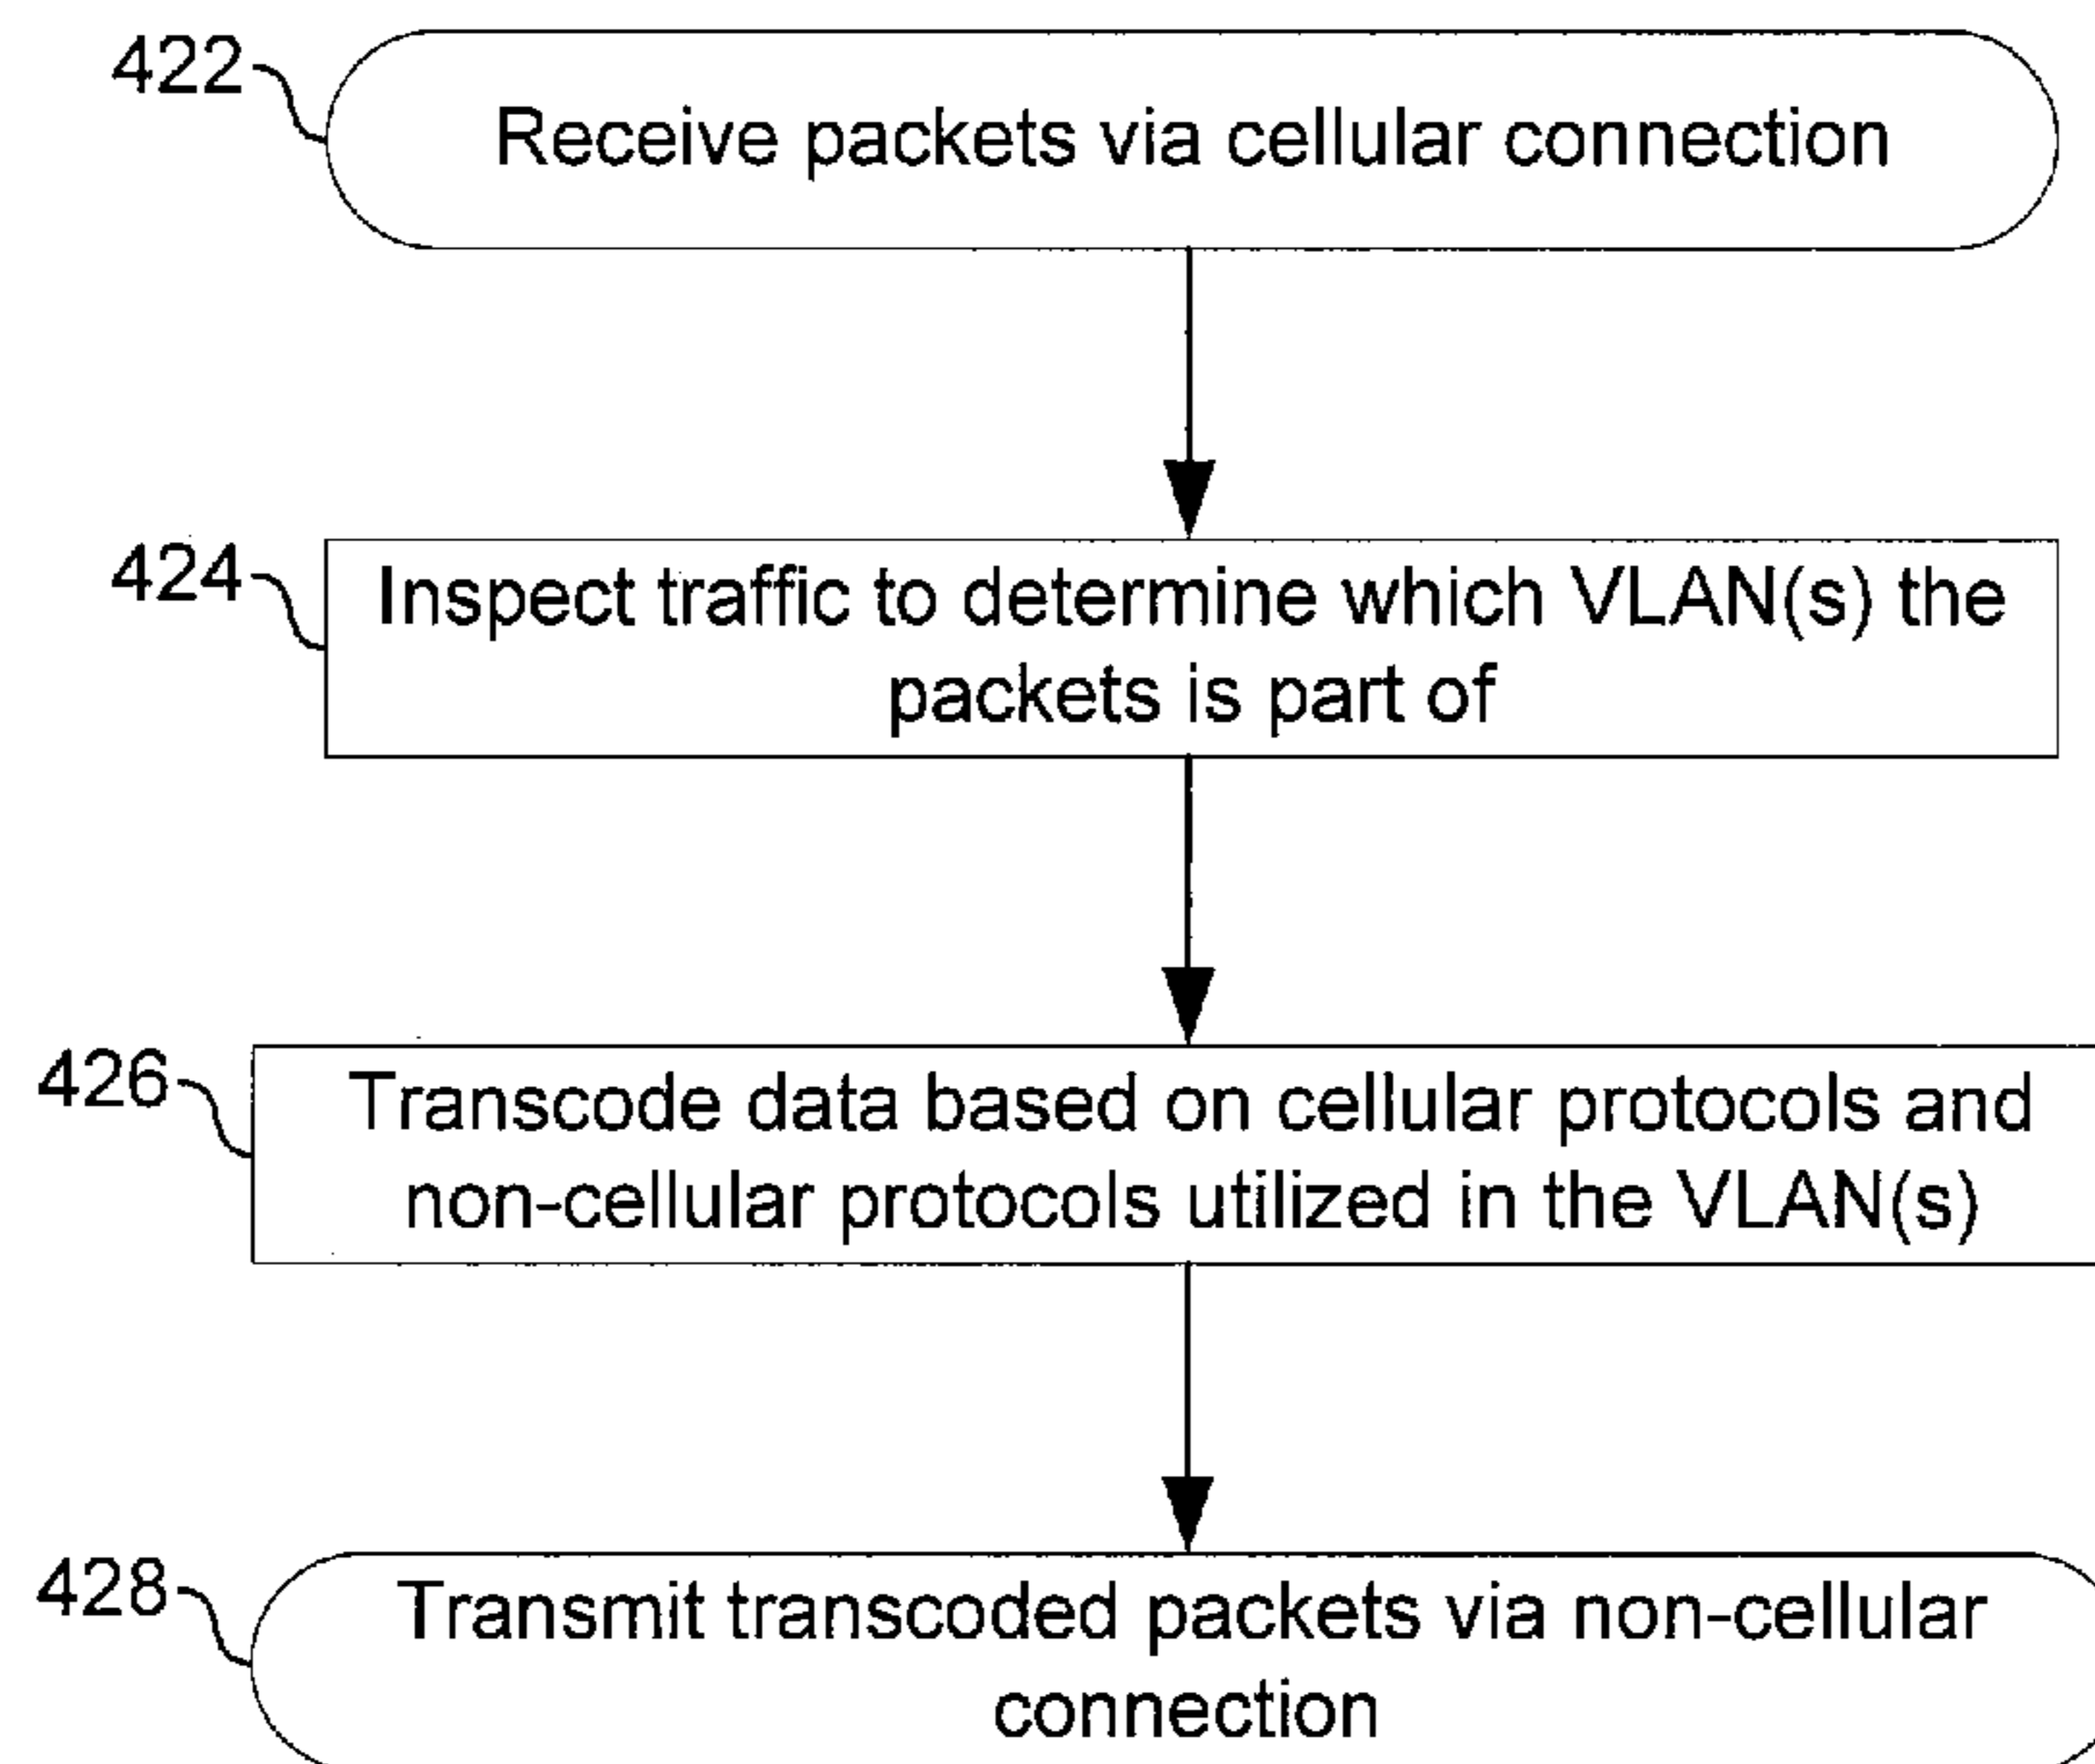 422
Receive packets via cellular connection
424
Inspect traffic to determine which VLAN(s) the
packets is part of
426
Transcode data based on cellular protocols and
non-cellular protocols utilized in the VLAN(s)
428
Transmit transcoded packets via non-cellular
connection